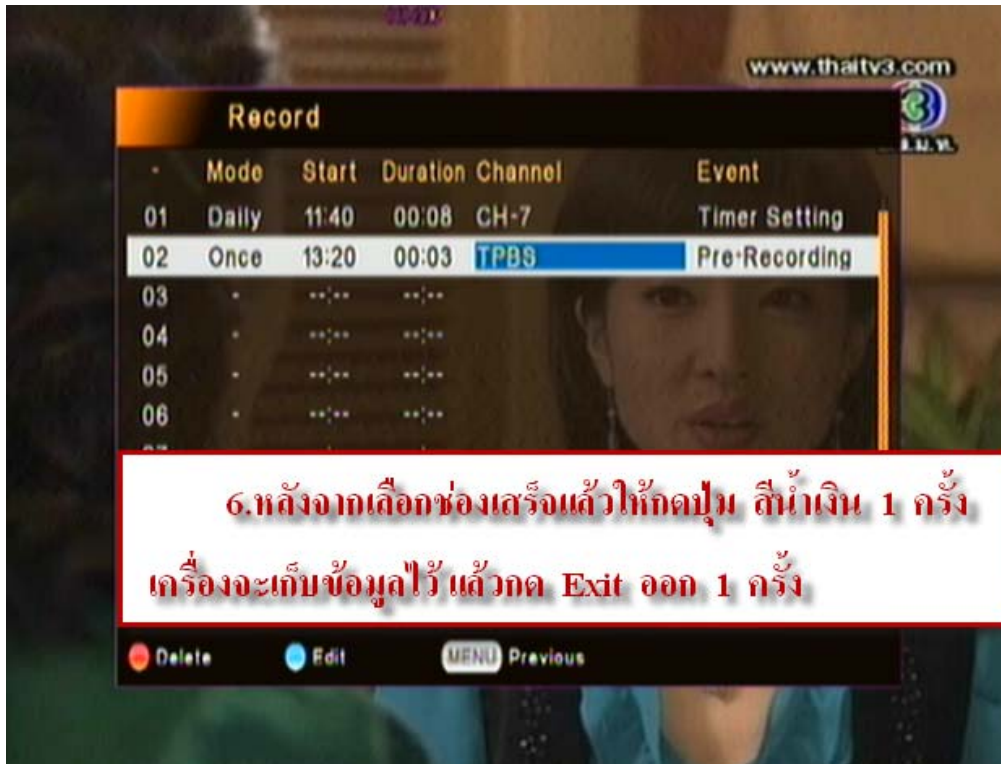 www.thaitv3.com
3
อ.ส.ม.ท.
Record
- Mode Start Duration Channel Event
01 Daily 11:40 00:08 CH-7 Timer Setting
02 Once 13:20 00:03 TPBS Pre-Recording
03 - --:-- --:--
04 - --:-- --:--
05 - --:-- --:--
06 - --:-- --:--
6.หลังจากเลือกช่องเสร็จแล้วให้กดปุ่ม สีน้ำเงิน 1 ครั้ง
เครื่องจะเก็บข้อมูลไว้ แล้วกด Exit ออก 1 ครั้ง
Delete Edit MENU Previous